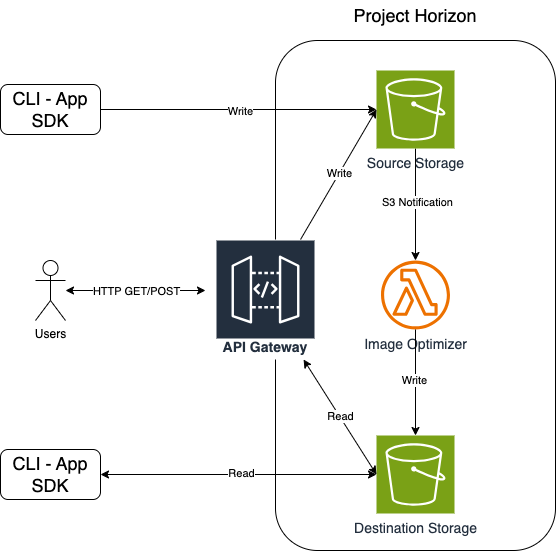 Project Horizon
CLI - App
SDK
Write
Source Storage
Write
S3 Notification
HTTP GET/POST
Users
API Gateway
Image Optimizer
Write
Read
CLI - App
SDK
Read
Destination Storage